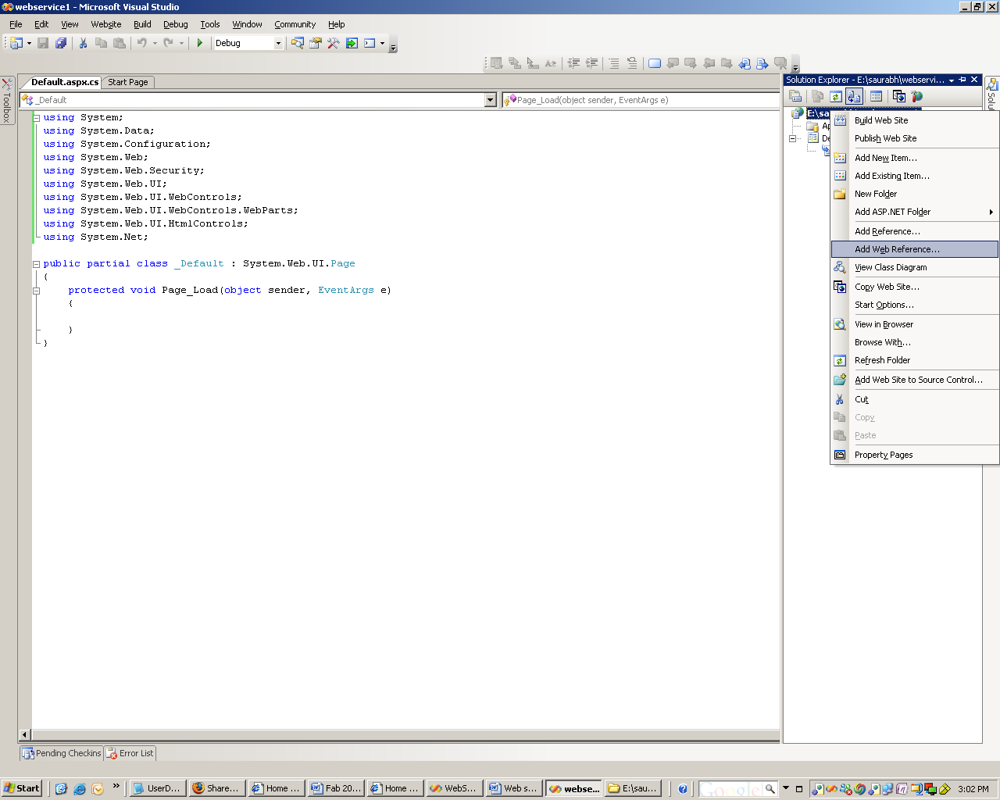 webservice1 - Microsoft Visual Studio
File Edit View Website Build Debug Tools Window Community Help
Debug
Default.aspx.cs Start Page
_Default Page_Load(object sender, EventArgs e)
using System;
using System.Data;
using System.Configuration;
using System.Web;
using System.Web.Security;
using System.Web.UI;
using System.Web.UI.WebControls;
using System.Web.UI.WebControls.WebParts;
using System.Web.UI.HtmlControls;
using System.Net;
public partial class _Default : System.Web.UI.Page
{
protected void Page_Load(object sender, EventArgs e)
{
}
}
Toolbox
Solution Explorer - E:\saurabh\webservi...
Solu
E:\sa
Ap
De
Build Web Site
Publish Web Site
Add New Item...
Add Existing Item...
New Folder
Add ASP.NET Folder
Add Reference...
Add Web Reference...
View Class Diagram
Copy Web Site...
Start Options...
View in Browser
Browse With...
Refresh Folder
Add Web Site to Source Control...
Cut
Copy
Paste
Property Pages
Pending Checkins Error List
Start » UserD... Share... Home ... Fab 20... Home ... WebS... Web s... webse... E:\sau... Google 3:02 PM